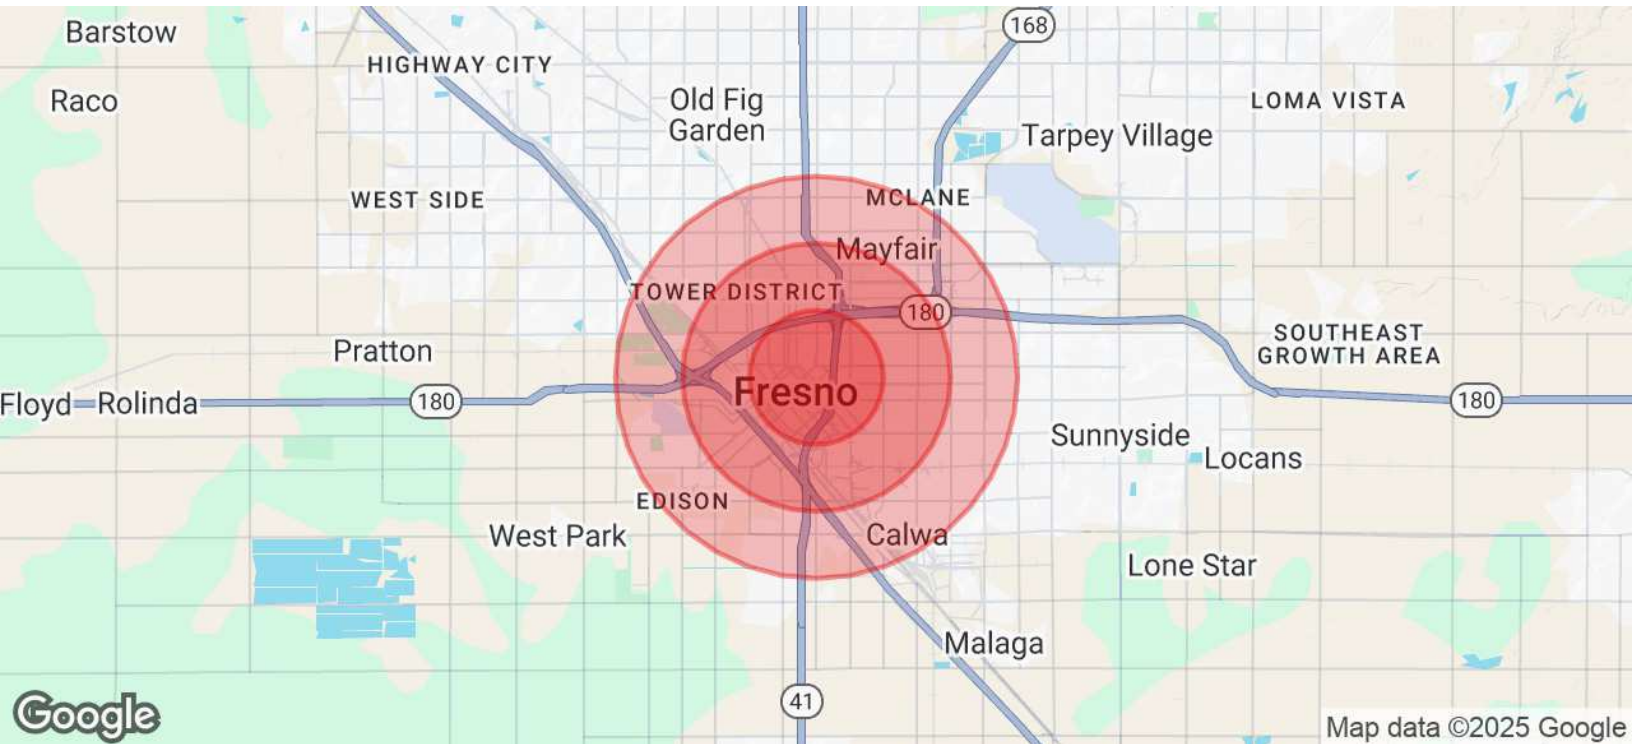 168
Barstow
HIGHWAY CITY
Raco
Old Fig
Garden
LOMA VISTA
Tarpey Village
WEST SIDE
MCLANE
Mayfair
TOWER DISTRICT
180
SOUTHEAST
GROWTH AREA
Pratton
Fresno
Floyd
Rolinda
180
180
Sunnyside
Locans
EDISON
West Park
Calwa
Lone Star
Malaga
41
Google
Map data ©2025 Google